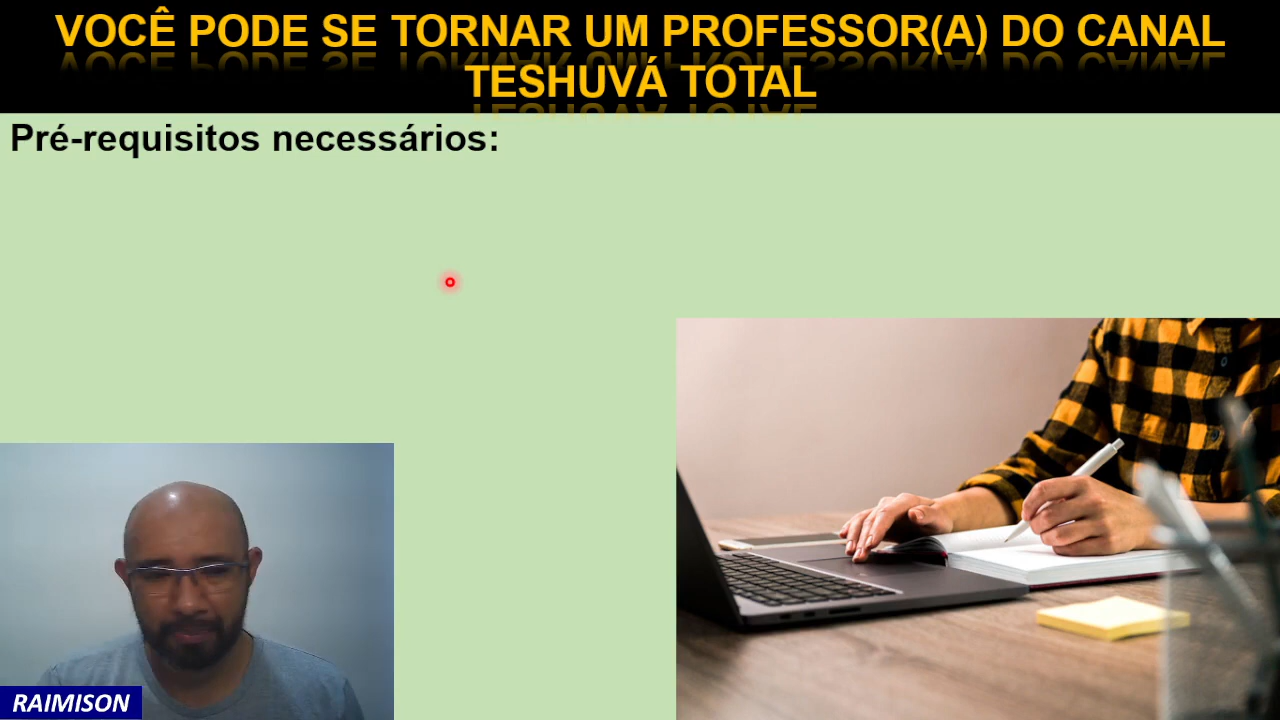 VOCÊ PODE SE TORNAR UM PROFESSOR(A) DO CANAL
TESHUVÁ TOTAL
Pré-requisitos necessários:
RAIMISON